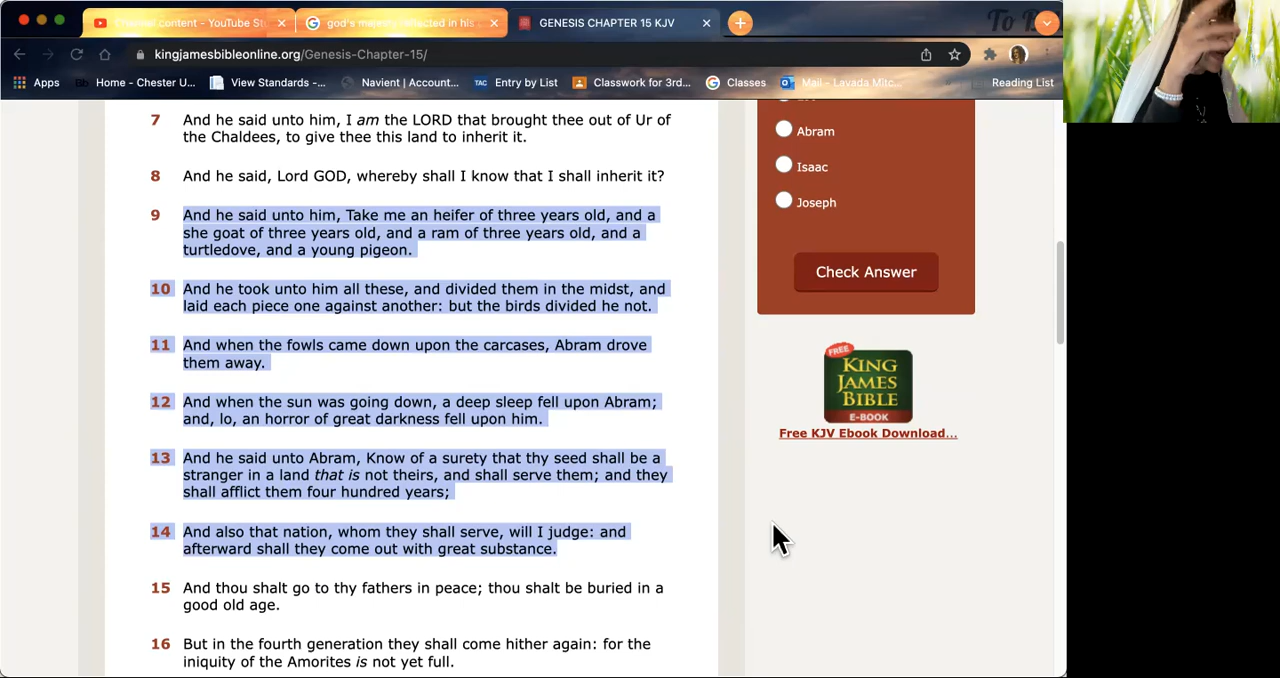 Channel content - YouTube St
god's majesty reflected in his
GENESIS CHAPTER 15 KJV
kingjamesbibleonline.org/Genesis-Chapter-15/
Apps
Home - Chester U...
View Standards -...
Navient | Account...
TAC Entry by List
Classwork for 3rd...
Classes
Mail - Lavada Mitc...
Reading List
7 And he said unto him, I am the LORD that brought thee out of Ur of
the Chaldees, to give thee this land to inherit it.
8 And he said, Lord GOD, whereby shall I know that I shall inherit it?
9 And he said unto him, Take me an heifer of three years old, and a
she goat of three years old, and a ram of three years old, and a
turtledove, and a young pigeon.
10 And he took unto him all these, and divided them in the midst, and
laid each piece one against another: but the birds divided he not.
11 And when the fowls came down upon the carcases, Abram drove
them away.
12 And when the sun was going down, a deep sleep fell upon Abram;
and, lo, an horror of great darkness fell upon him.
13 And he said unto Abram, Know of a surety that thy seed shall be a
stranger in a land that is not theirs, and shall serve them; and they
shall afflict them four hundred years;
14 And also that nation, whom they shall serve, will I judge: and
afterward shall they come out with great substance.
15 And thou shalt go to thy fathers in peace; thou shalt be buried in a
good old age.
16 But in the fourth generation they shall come hither again: for the
iniquity of the Amorites is not yet full.
Abram
Isaac
Joseph
Check Answer
FREE
KING
JAMES
BIBLE
E-BOOK
Free KJV Ebook Download...